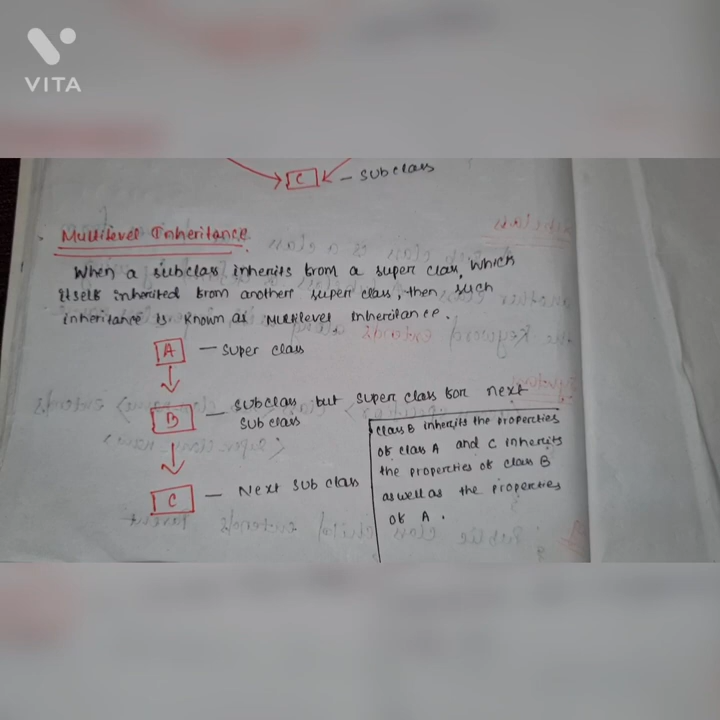 VITA
C - Subclass
Multilevel Inheritance.
When a subclass inherits from a super class, which
itself inherited from another super class, then, such
inheritance is known as Multilevel Inheritance.
A - Super class
B - Subclass but super class for next
Sub class
Class B inherits the properties
of class A and C inherits
the properties of class B
as well as the properties
of A.
C - Next sub class